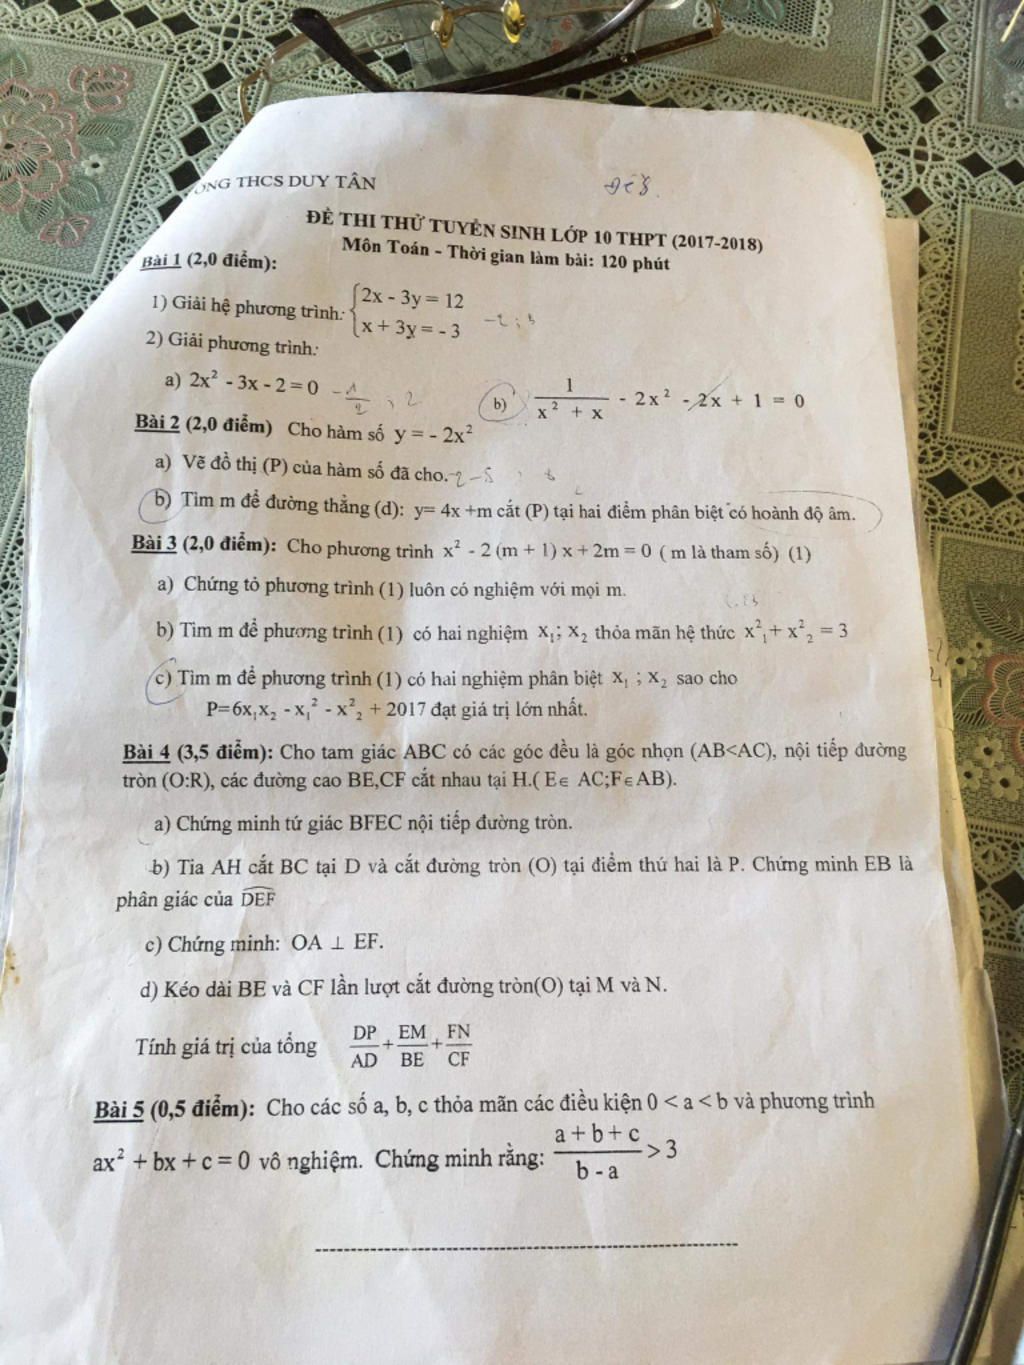 ỜNG THCS DUY TÂN
Đề 8.
ĐỀ THI THỬ TUYỂN SINH LỚP 10 THPT (2017-2018)
Môn Toán - Thời gian làm bài: 120 phút
Bài 1 (2,0 điểm):
1) Giải hệ phương trình: { 2x - 3y = 12
x + 3y = - 3
2) Giải phương trình:
a) 2x² - 3x - 2 = 0 - 1/2 ; 2 b) 1/(x² + x) - 2x² - 2x + 1 = 0
Bài 2 (2,0 điểm) Cho hàm số y = - 2x²
a) Vẽ đồ thị (P) của hàm số đã cho.
b) Tìm m để đường thẳng (d): y= 4x +m cắt (P) tại hai điểm phân biệt có hoành độ âm.
Bài 3 (2,0 điểm): Cho phương trình x² - 2 (m + 1) x + 2m = 0 ( m là tham số) (1)
a) Chứng tỏ phương trình (1) luôn có nghiệm với mọi m.
b) Tìm m để phương trình (1) có hai nghiệm x₁; x₂ thỏa mãn hệ thức x²₁+ x²₂ = 3
c) Tìm m để phương trình (1) có hai nghiệm phân biệt x₁ ; x₂ sao cho
P=6x₁x₂ - x₁² - x²₂ + 2017 đạt giá trị lớn nhất.
Bài 4 (3,5 điểm): Cho tam giác ABC có các góc đều là góc nhọn (AB<AC), nội tiếp đường
tròn (O:R), các đường cao BE,CF cắt nhau tại H.( E∈ AC;F∈AB).
a) Chứng minh tứ giác BFEC nội tiếp đường tròn.
b) Tia AH cắt BC tại D và cắt đường tròn (O) tại điểm thứ hai là P. Chứng minh EB là
phân giác của DEF
c) Chứng minh: OA ⊥ EF.
d) Kéo dài BE và CF lần lượt cắt đường tròn(O) tại M và N.
Tính giá trị của tổng DP/AD + EM/BE + FN/CF
Bài 5 (0,5 điểm): Cho các số a, b, c thỏa mãn các điều kiện 0 < a < b và phương trình
ax² + bx + c = 0 vô nghiệm. Chứng minh rằng: (a + b + c)/(b - a) > 3